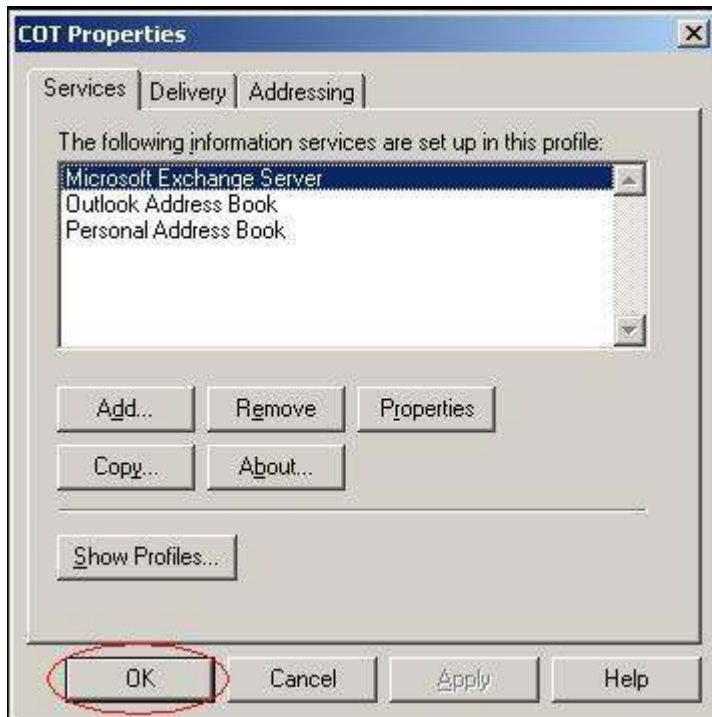 COT Properties
Services Delivery Addressing
The following information services are set up in this profile:
Microsoft Exchange Server
Outlook Address Book
Personal Address Book
Add... Remove Properties
Copy... About...
Show Profiles...
OK Cancel Apply Help